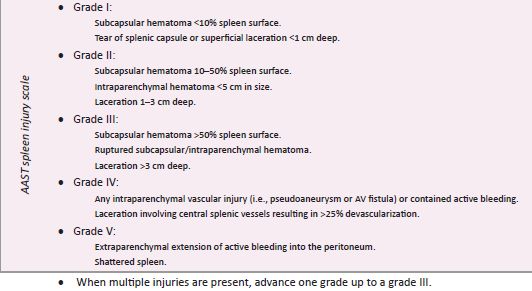 AAST spleen injury scale
• Grade I:
Subcapsular hematoma <10% spleen surface.
Tear of splenic capsule or superficial laceration <1 cm deep.
• Grade II:
Subcapsular hematoma 10–50% spleen surface.
Intraparenchymal hematoma <5 cm in size.
Laceration 1–3 cm deep.
• Grade III:
Subcapsular hematoma >50% spleen surface.
Ruptured subcapsular/intraparenchymal hematoma.
Laceration >3 cm deep.
• Grade IV:
Any intraparenchymal vascular injury (i.e., pseudoaneurysm or AV fistula) or contained active bleeding.
Laceration involving central splenic vessels resulting in >25% devascularization.
• Grade V:
Extraparenchymal extension of active bleeding into the peritoneum.
Shattered spleen.
• When multiple injuries are present, advance one grade up to a grade III.